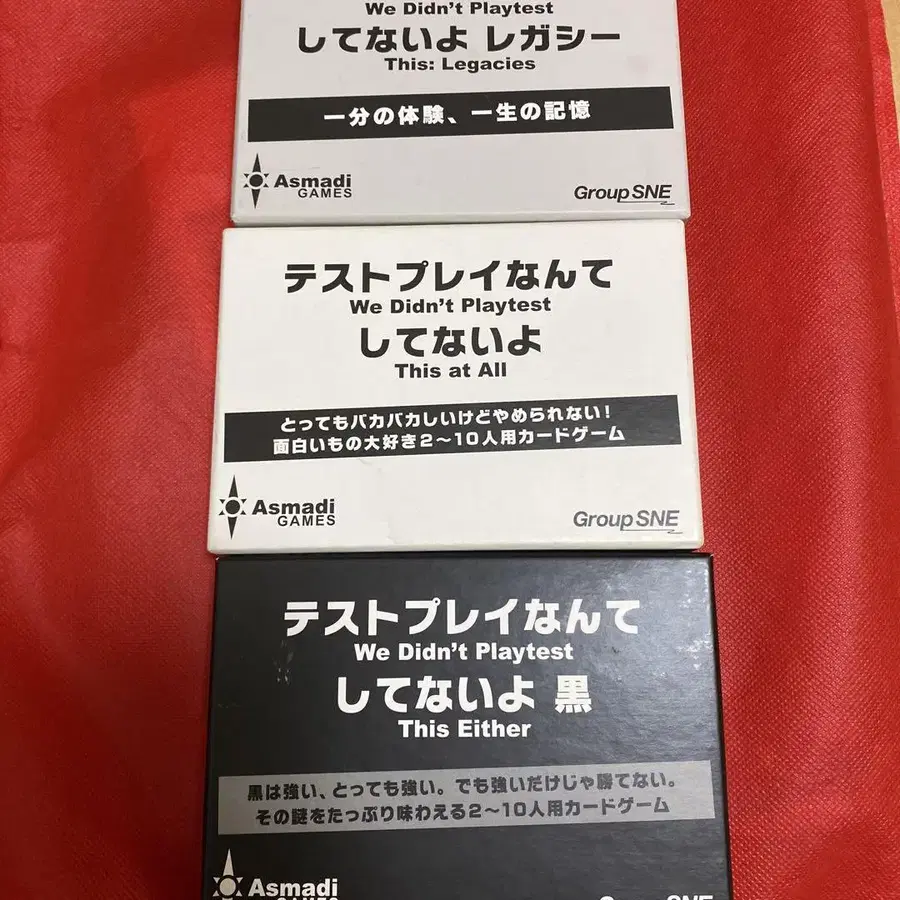 We Didn't Playtest
してないよ レガシー
This: Legacies
一分の体験、一生の記憶
Asmadi
GAMES
Group SNE
テストプレイなんて
We Didn't Playtest
してないよ
This at All
とってもバカバカしいけどやめられない!
面白いもの大好き2〜10人用カードゲーム
Asmadi
GAMES
Group SNE
テストプレイなんて
We Didn't Playtest
してないよ 黒
This Either
黒は強い、とっても強い。でも強いだけじゃ勝てない。
その謎をたっぷり味わえる2〜10人用カードゲーム
Asmadi
GAMES
Group SNE